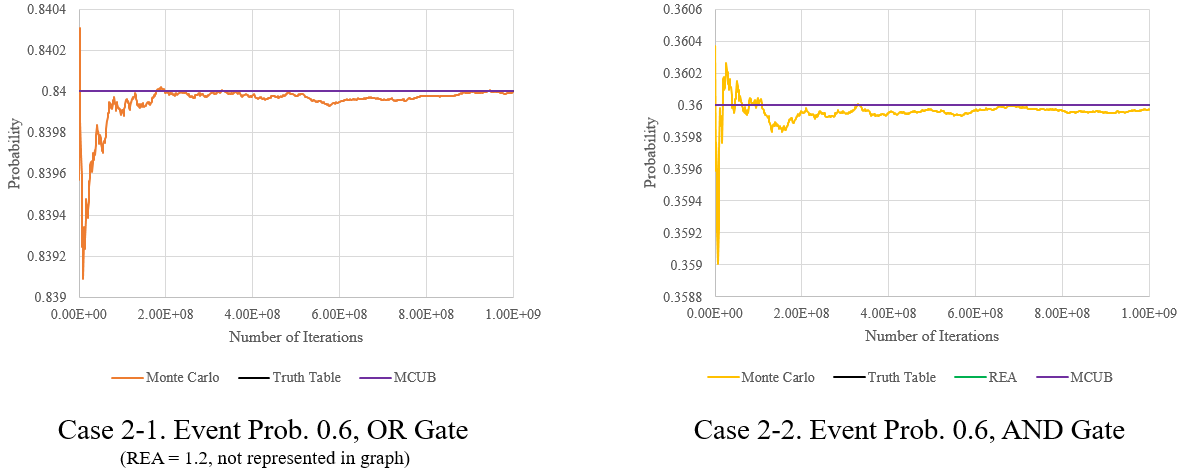 0.8404
0.8402
0.84
0.8398
0.8396
0.8394
0.8392
0.839
Probability
0.00E+00 2.00E+08 4.00E+08 6.00E+08 8.00E+08 1.00E+09
Number of Iterations
Monte Carlo Truth Table MCUB
Case 2-1. Event Prob. 0.6, OR Gate
(REA = 1.2, not represented in graph)
0.3606
0.3604
0.3602
0.36
0.3598
0.3596
0.3594
0.3592
0.359
0.3588
Probability
0.00E+00 2.00E+08 4.00E+08 6.00E+08 8.00E+08 1.00E+09
Number of Iterations
Monte Carlo Truth Table REA MCUB
Case 2-2. Event Prob. 0.6, AND Gate